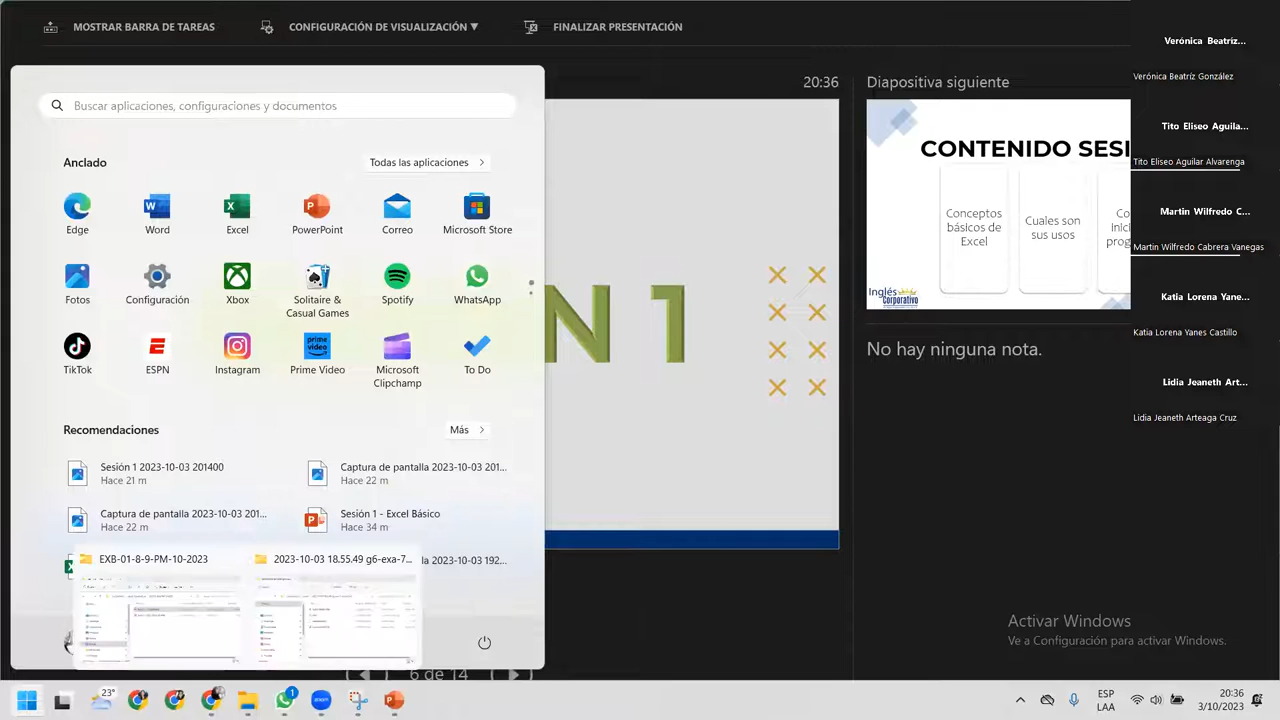 MOSTRAR BARRA DE TAREAS
CONFIGURACIÓN DE VISUALIZACIÓN ▼
FINALIZAR PRESENTACIÓN
Buscar aplicaciones, configuraciones y documentos
Anclado
Todas las aplicaciones
Edge
Word
Excel
PowerPoint
Correo
Microsoft Store
Fotos
Configuración
Xbox
Solitaire &
Casual Games
Spotify
WhatsApp
TikTok
ESPN
Instagram
Prime Video
Microsoft
Clipchamp
To Do
Recomendaciones
Más
Sesión 1 2023-10-03 201400
Hace 21 m
Captura de pantalla 2023-10-03 201...
Hace 22 m
Captura de pantalla 2023-10-03 201...
Hace 27 m
Sesión 1 - Excel Básico
Hace 34 m
EXB-01-8-9-PM-10-2023
2023-10-03 18.55.49 g6-exa-7...
la 2023-10-03 192...
20:36
N 1
6 de 14
Diapositiva siguiente
CONTENIDO SESI
Conceptos
básicos de
Excel
Cuales son
sus usos
Co
Inici
prog
Inglés
Corporativo
No hay ninguna nota.
Verónica Beatriz...
Verónica Beatríz González
Tito Eliseo Aguila...
Tito Eliseo Aguilar Alvarenga
Martin Wilfredo C...
Martin Wilfredo Cabrera Vanegas
Katia Lorena Yane...
Katia Lorena Yanes Castillo
Lidia Jeaneth Art...
Lidia Jeaneth Arteaga Cruz
Activar Windows
Ve a Configuración para activar Windows.
23°
1
zoom
ESP
LAA
20:36
3/10/2023